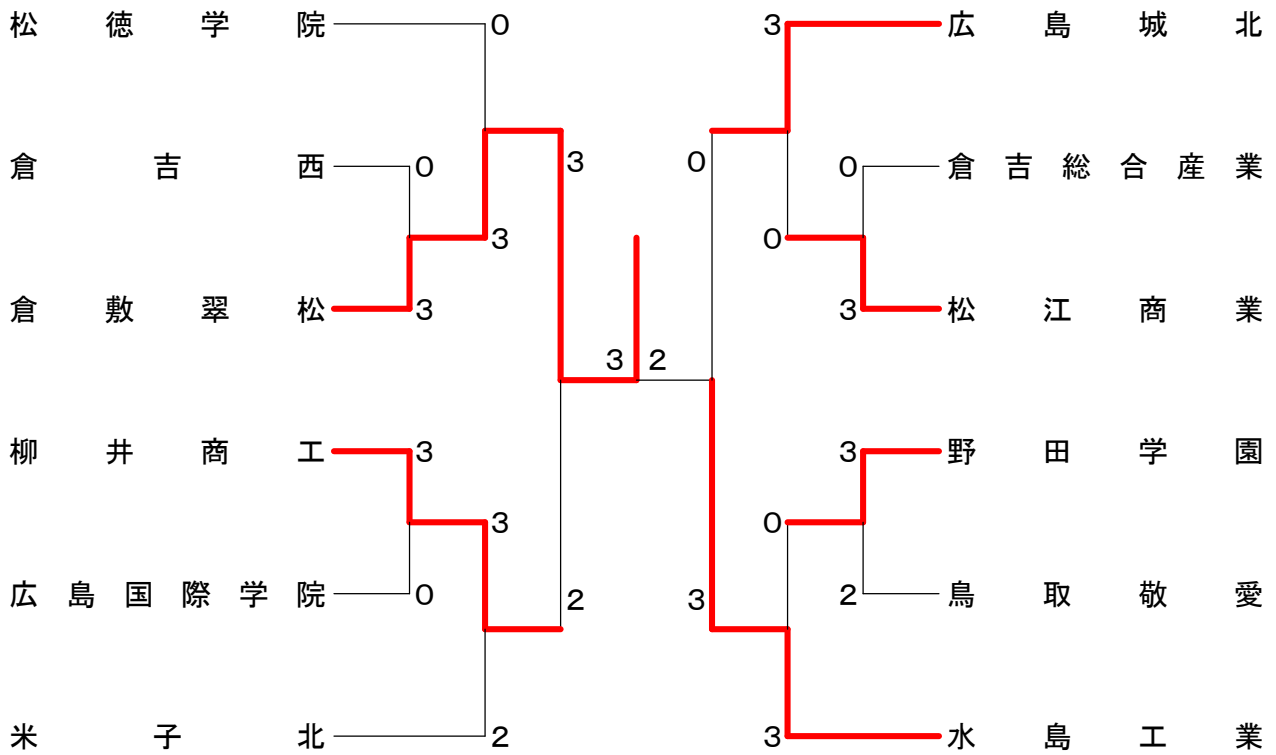 松徳学院 0 3 広島城北
倉吉西 0 3 0 0 倉吉総合産業
3 0
倉敷翠松 3 3 松江商業
3 2
柳井商工 3 3 野田学園
3 0
広島国際学院 0 2 3 2 鳥取敬愛
米子北 2 3 水島工業